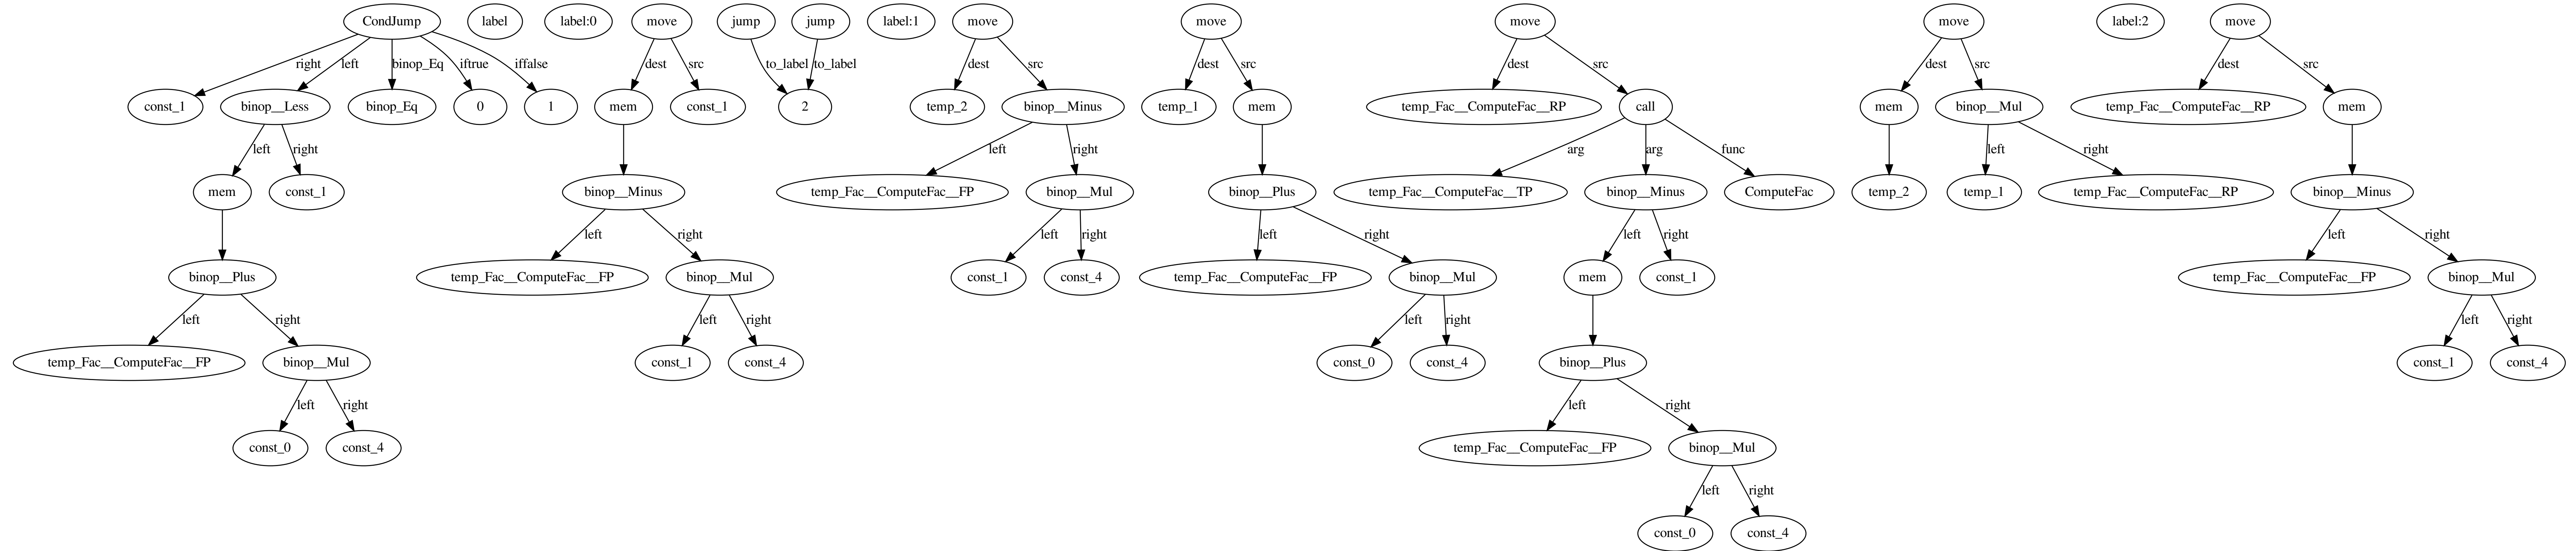 CondJump
label
label:0
move
jump
jump
label:1
move
move
move
move
label:2
move
right
left
binop_Eq
iftrue
iffalse
dest
src
to_label
to_label
dest
src
dest
src
dest
src
dest
src
dest
src
const_1
binop__Less
binop_Eq
0
1
mem
const_1
2
temp_2
binop__Minus
temp_1
mem
temp_Fac__ComputeFac__RP
call
mem
binop__Mul
temp_Fac__ComputeFac__RP
mem
left
right
left
right
arg
arg
func
left
right
mem
const_1
binop__Minus
temp_Fac__ComputeFac__FP
binop__Mul
binop__Plus
temp_Fac__ComputeFac__TP
binop__Minus
ComputeFac
temp_2
temp_1
temp_Fac__ComputeFac__RP
binop__Minus
left
right
left
right
left
right
left
right
left
right
binop__Plus
temp_Fac__ComputeFac__FP
binop__Mul
const_1
const_4
temp_Fac__ComputeFac__FP
binop__Mul
mem
const_1
temp_Fac__ComputeFac__FP
binop__Mul
left
right
left
right
left
right
left
right
temp_Fac__ComputeFac__FP
binop__Mul
const_1
const_4
const_0
const_4
binop__Plus
const_1
const_4
left
right
left
right
const_0
const_4
temp_Fac__ComputeFac__FP
binop__Mul
left
right
const_0
const_4